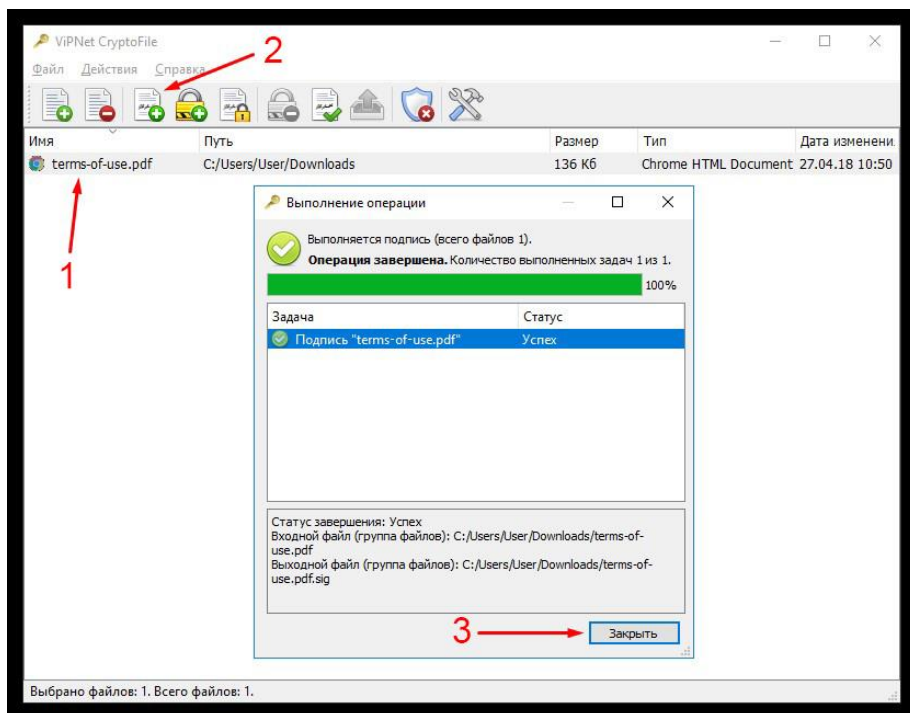 ViPNet CryptoFile
2
Файл Действия Справка
Имя Путь Размер Тип Дата изменени
terms-of-use.pdf C:/Users/User/Downloads 136 Кб Chrome HTML Document 27.04.18 10:50
1
Выполнение операции
Выполняется подпись (всего файлов 1).
Операция завершена. Количество выполненных задач 1 из 1.
100%
Задача Статус
Подпись "terms-of-use.pdf" Успех
Статус завершения: Успех
Входной файл (группа файлов): C:/Users/User/Downloads/terms-of-
use.pdf
Выходной файл (группа файлов): C:/Users/User/Downloads/terms-of-
use.pdf.sig
3
Закрыть
Выбрано файлов: 1. Всего файлов: 1.